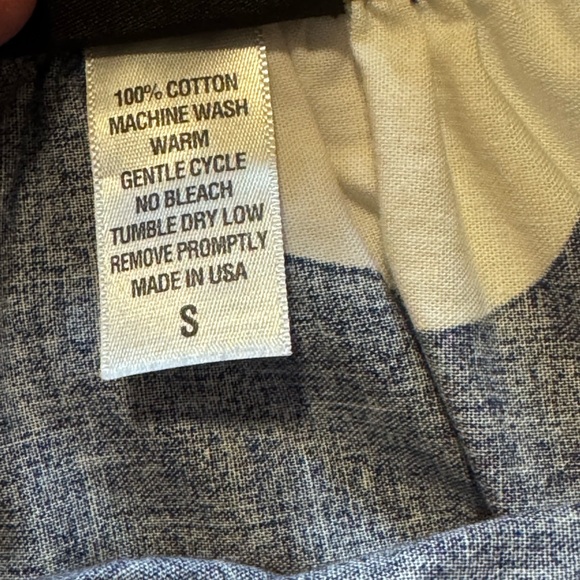 100% COTTON
MACHINE WASH
WARM
GENTLE CYCLE
NO BLEACH
TUMBLE DRY LOW
REMOVE PROMPTLY
MADE IN USA
S